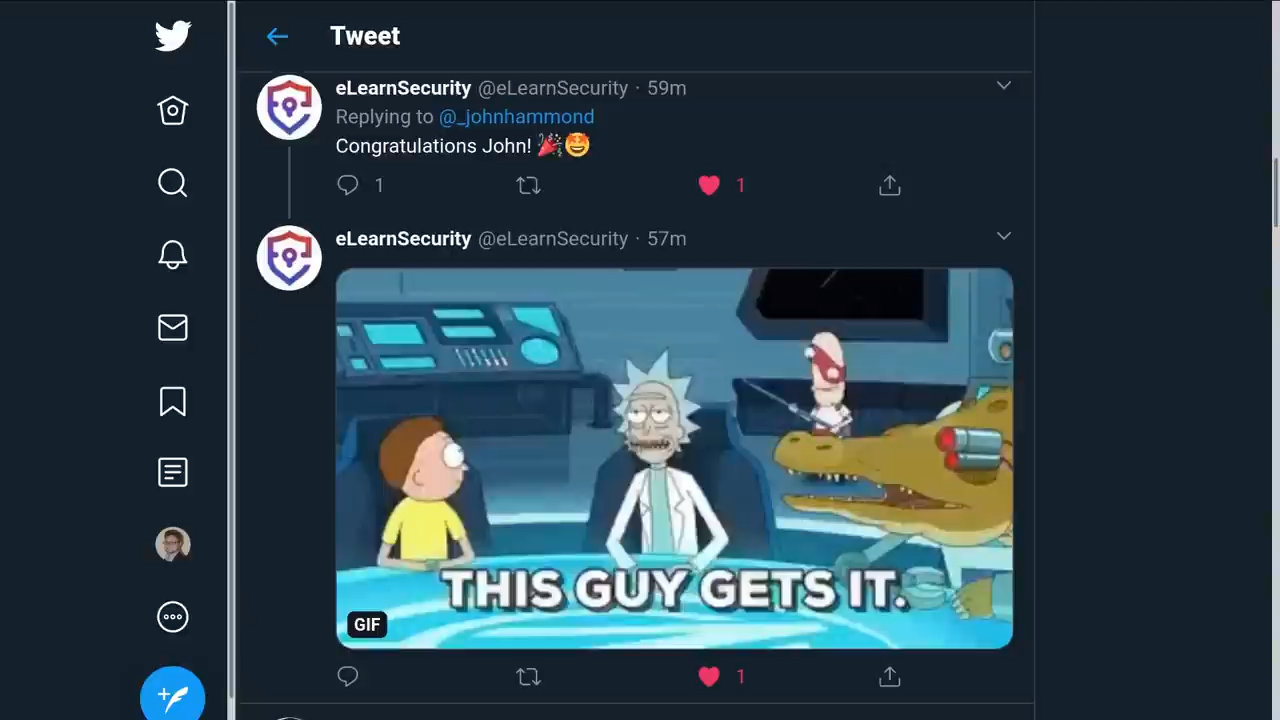 Tweet
eLearnSecurity @eLearnSecurity · 59m
Replying to @_johnhammond
Congratulations John! 🎉🤩
1
1
eLearnSecurity @eLearnSecurity · 57m
THIS GUY GETS IT.
GIF
1